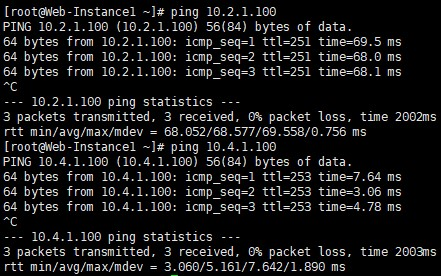 [root@Web-Instance1 ~]# ping 10.2.1.100
PING 10.2.1.100 (10.2.1.100) 56(84) bytes of data.
64 bytes from 10.2.1.100: icmp_seq=1 ttl=251 time=69.5 ms
64 bytes from 10.2.1.100: icmp_seq=2 ttl=251 time=68.0 ms
64 bytes from 10.2.1.100: icmp_seq=3 ttl=251 time=68.1 ms
^C
--- 10.2.1.100 ping statistics ---
3 packets transmitted, 3 received, 0% packet loss, time 2002ms
rtt min/avg/max/mdev = 68.052/68.577/69.558/0.756 ms
[root@Web-Instance1 ~]# ping 10.4.1.100
PING 10.4.1.100 (10.4.1.100) 56(84) bytes of data.
64 bytes from 10.4.1.100: icmp_seq=1 ttl=253 time=7.64 ms
64 bytes from 10.4.1.100: icmp_seq=2 ttl=253 time=3.06 ms
64 bytes from 10.4.1.100: icmp_seq=3 ttl=253 time=4.78 ms
^C
--- 10.4.1.100 ping statistics ---
3 packets transmitted, 3 received, 0% packet loss, time 2003ms
rtt min/avg/max/mdev = 3.060/5.161/7.642/1.890 ms